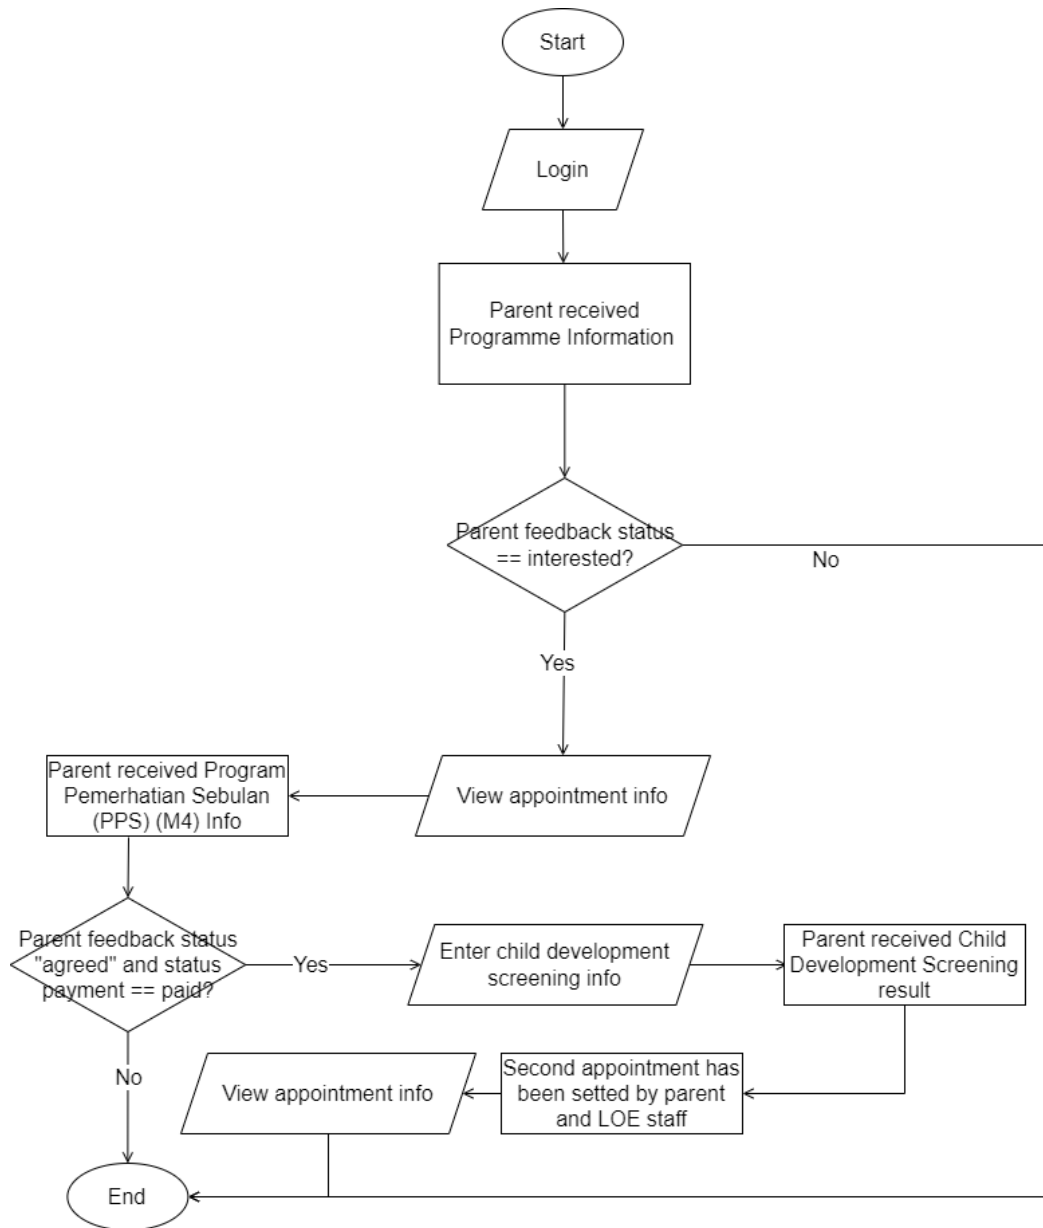 Start
Login
Parent received
Programme Information
Parent feedback status
== interested?
No
Yes
View appointment info
Parent received Program
Pemerhatian Sebulan
(PPS) (M4) Info
Parent feedback status
"agreed" and status
payment == paid?
Yes
Enter child development
screening info
Parent received Child
Development Screening
result
No
View appointment info
Second appointment has
been setted by parent
and LOE staff
End